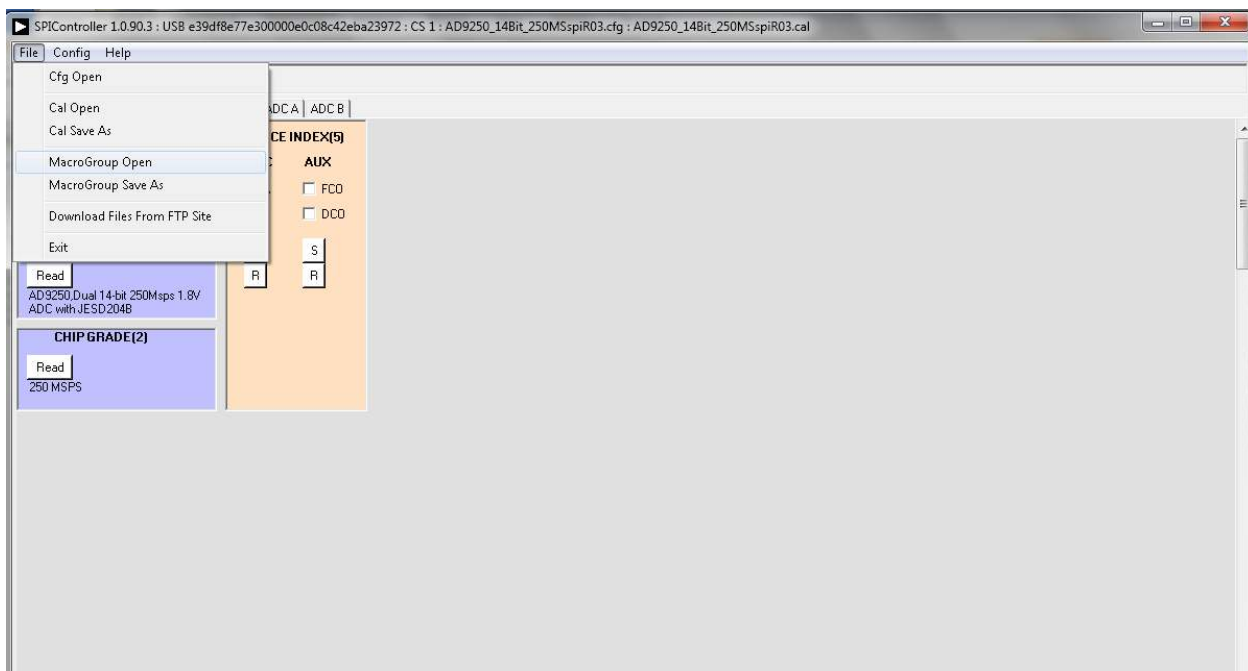 SPIController 1.0.90.3 : USB e39df8e77e300000e0c08c42eba23972 : CS 1 : AD9250_14Bit_250MSspiR03.cfg : AD9250_14Bit_250MSspiR03.cal
File Config Help
Cfg Open
Cal Open
Cal Save As
MacroGroup Open
MacroGroup Save As
Download Files From FTP Site
Exit
ADC A ADC B
CE INDEX(5)
AUX
FCO
DCO
S
R R
Read
AD9250,Dual 14-bit 250Msps 1.8V
ADC with JESD204B
CHIP GRADE(2)
Read
250 MSPS